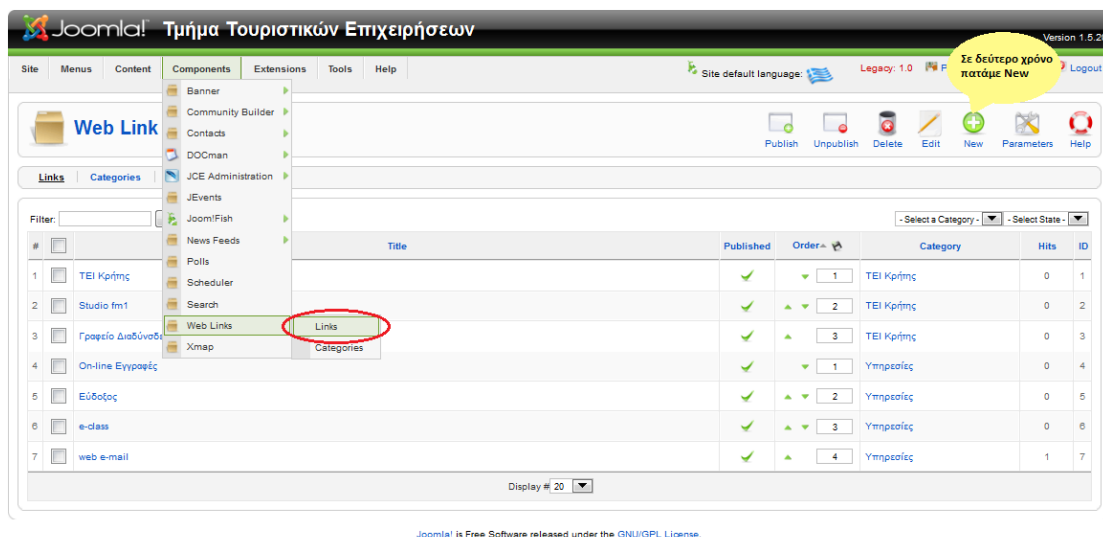 Joomla! Τμήμα Τουριστικών Επιχειρήσεων
Version 1.5.20
Σε δεύτερο χρόνο
πατάμε New
Site Menus Content Components Extensions Tools Help
Site default language: Legacy: 1.0 Logout
Banner
Community Builder
Contacts
DOCman
JCE Administration
JEvents
Joom!Fish
News Feeds
Polls
Scheduler
Search
Web Links
Xmap
Links
Categories
Web Link
Publish Unpublish Delete Edit New Parameters Help
Links Categories
Filter: - Select a Category - - Select State -
# Title Published Order Category Hits ID
1 ΤΕΙ Κρήτης 1 ΤΕΙ Κρήτης 0 1
2 Studio fm1 2 ΤΕΙ Κρήτης 0 2
3 Γραφείο 3 ΤΕΙ Κρήτης 0 3
4 On-line Εγγραφές 1 Υπηρεσίες 0 4
5 Εύδοξος 2 Υπηρεσίες 0 5
6 e-class 3 Υπηρεσίες 0 6
7 web e-mail 4 Υπηρεσίες 1 7
Display # 20
Joomla! is Free Software released under the GNU/GPL License.